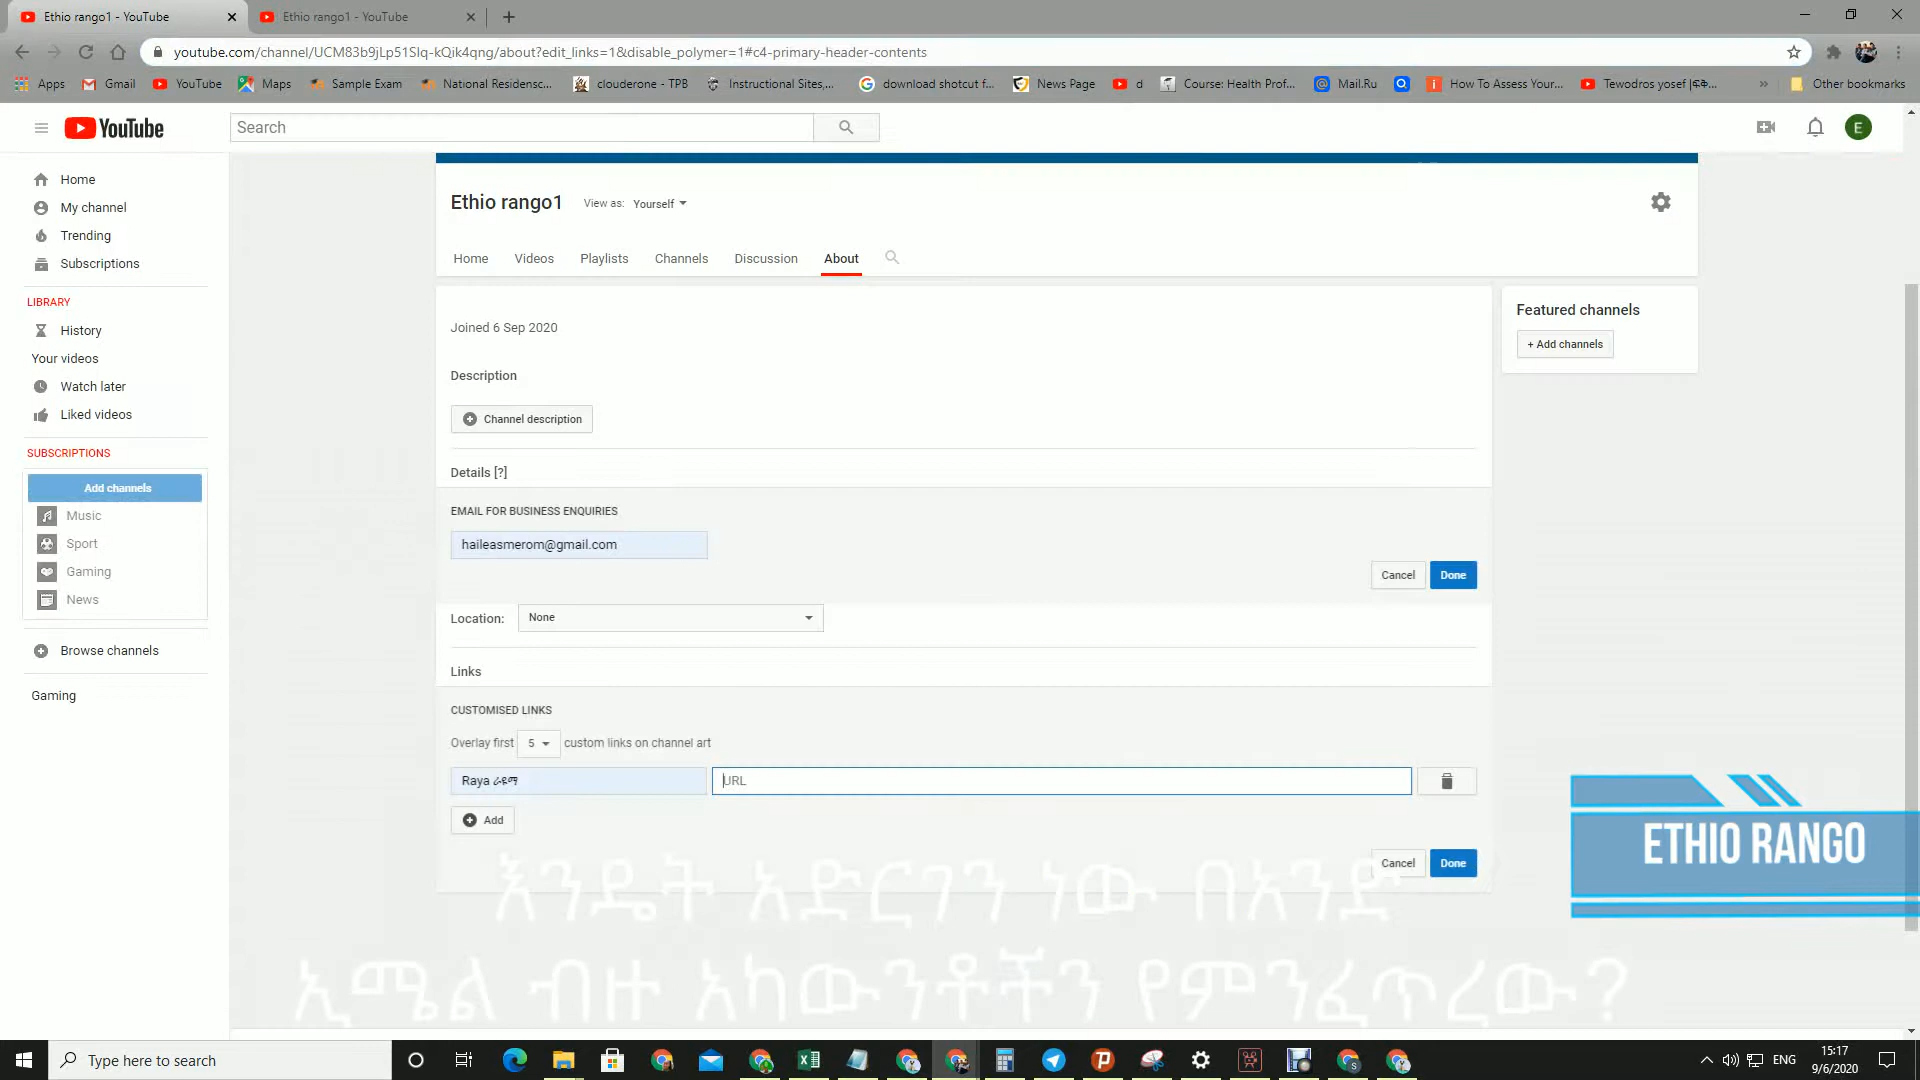 Ethio rango1 - YouTube
Ethio rango1 - YouTube
youtube.com/channel/UCM83b9jLp51SIq-kQik4qng/about?edit_links=1&disable_polymer=1#c4-primary-header-contents
Apps
Gmail
YouTube
Maps
Sample Exam
National Residensc...
clouderone - TPB
Instructional Sites,...
download shotcut f...
News Page
d
Course: Health Prof...
Mail.Ru
How To Assess Your...
Tewodros yosef
Other bookmarks
YouTube
Search
E
Home
My channel
Trending
Subscriptions
LIBRARY
History
Your videos
Watch later
Liked videos
SUBSCRIPTIONS
Add channels
Music
Sport
Gaming
News
Browse channels
Gaming
Ethio rango1
View as: Yourself
Home Videos Playlists Channels Discussion About
Joined 6 Sep 2020
Description
Channel description
Details [?]
EMAIL FOR BUSINESS ENQUIRIES
haileasmerom@gmail.com
Cancel Done
Location: None
Links
CUSTOMISED LINKS
Overlay first 5 custom links on channel art
Raya ራዩማ
URL
Add
Cancel Done
Featured channels
+ Add channels
ETHIO RANGO
እንዴት አድርገን ነው በአንድ
ኢሜል ብዙ አካውንቶችን የምንፈጥረው?
Type here to search
ENG
15:17
9/6/2020